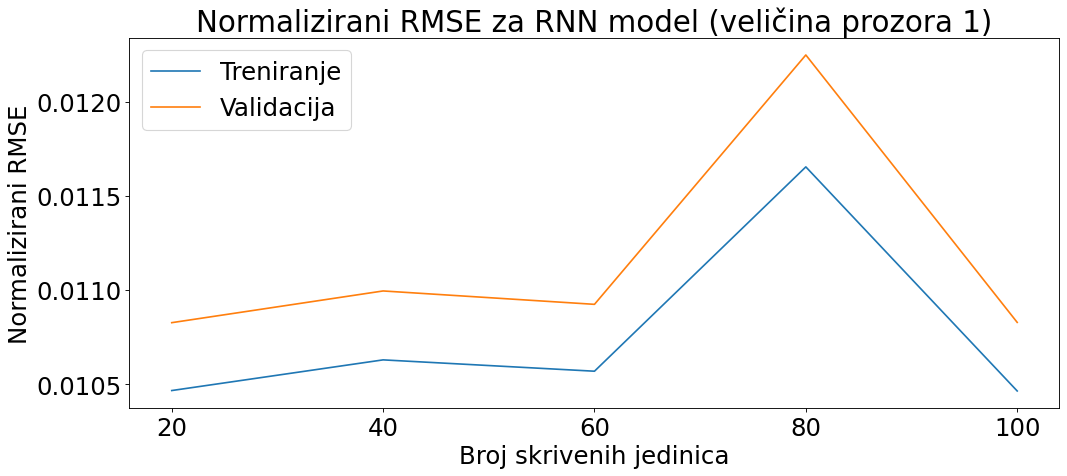 Normalizirani RMSE za RNN model (veličina prozora 1)
Treniranje
Validacija
Normalizirani RMSE
0.0120
0.0115
0.0110
0.0105
20 40 60 80 100
Broj skrivenih jedinica